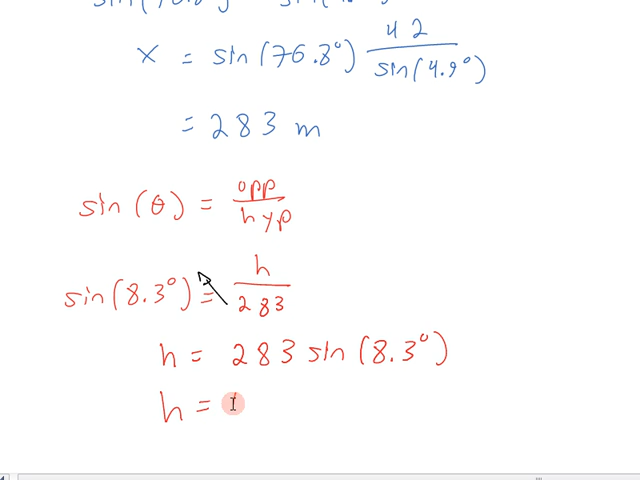 x = sin(76.8°) 42 / sin(4.9°)
= 283 m
sin(θ) = opp / hyp
sin(8.3°) = h / 283
h = 283 sin(8.3°)
h =